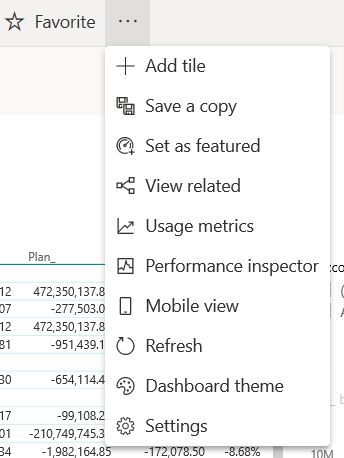 Favorite ...
Add tile
Save a copy
Set as featured
View related
Usage metrics
Plan_
Performance inspector
12 472,350,137.8
07 -277,503.0
Mobile view
12 472,350,137.8
81 -951,439.1
Refresh
30 -654,114.4
Dashboard theme
17 -99,108.2
Settings
01 -210,749,745.3
34 -1,982,164.85 -172,078.50 -8.68% 10M